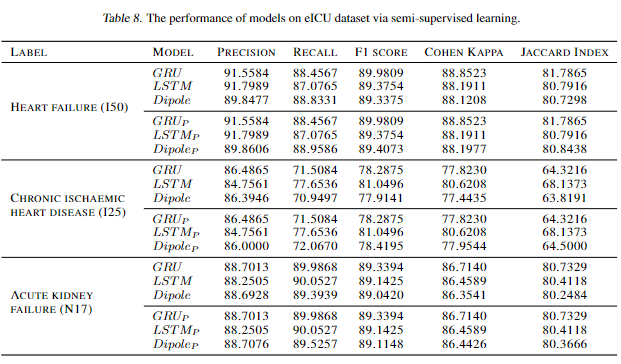 Table 8. The performance of models on eICU dataset via semi-supervised learning.
LABEL MODEL PRECISION RECALL F1 SCORE COHEN KAPPA JACCARD INDEX
HEART FAILURE (I50)
GRU 91.5584 88.4567 89.9809 88.8523 81.7865
LSTM 91.7989 87.0765 89.3754 88.1911 80.7916
Dipole 89.8477 88.8331 89.3375 88.1208 80.7298
GRU_P 91.5584 88.4567 89.9809 88.8523 81.7865
LSTM_P 91.7989 87.0765 89.3754 88.1911 80.7916
Dipole_P 89.8606 88.9586 89.4073 88.1977 80.8438
CHRONIC ISCHAEMIC
HEART DISEASE (I25)
GRU 86.4865 71.5084 78.2875 77.8230 64.3216
LSTM 84.7561 77.6536 81.0496 80.6208 68.1373
Dipole 86.3946 70.9497 77.9141 77.4435 63.8191
GRU_P 86.4865 71.5084 78.2875 77.8230 64.3216
LSTM_P 84.7561 77.6536 81.0496 80.6208 68.1373
Dipole_P 86.0000 72.0670 78.4195 77.9544 64.5000
ACUTE KIDNEY
FAILURE (N17)
GRU 88.7013 89.9868 89.3394 86.7140 80.7329
LSTM 88.2505 90.0527 89.1425 86.4589 80.4118
Dipole 88.6928 89.3939 89.0420 86.3541 80.2484
GRU_P 88.7013 89.9868 89.3394 86.7140 80.7329
LSTM_P 88.2505 90.0527 89.1425 86.4589 80.4118
Dipole_P 88.7076 89.5257 89.1148 86.4426 80.3666